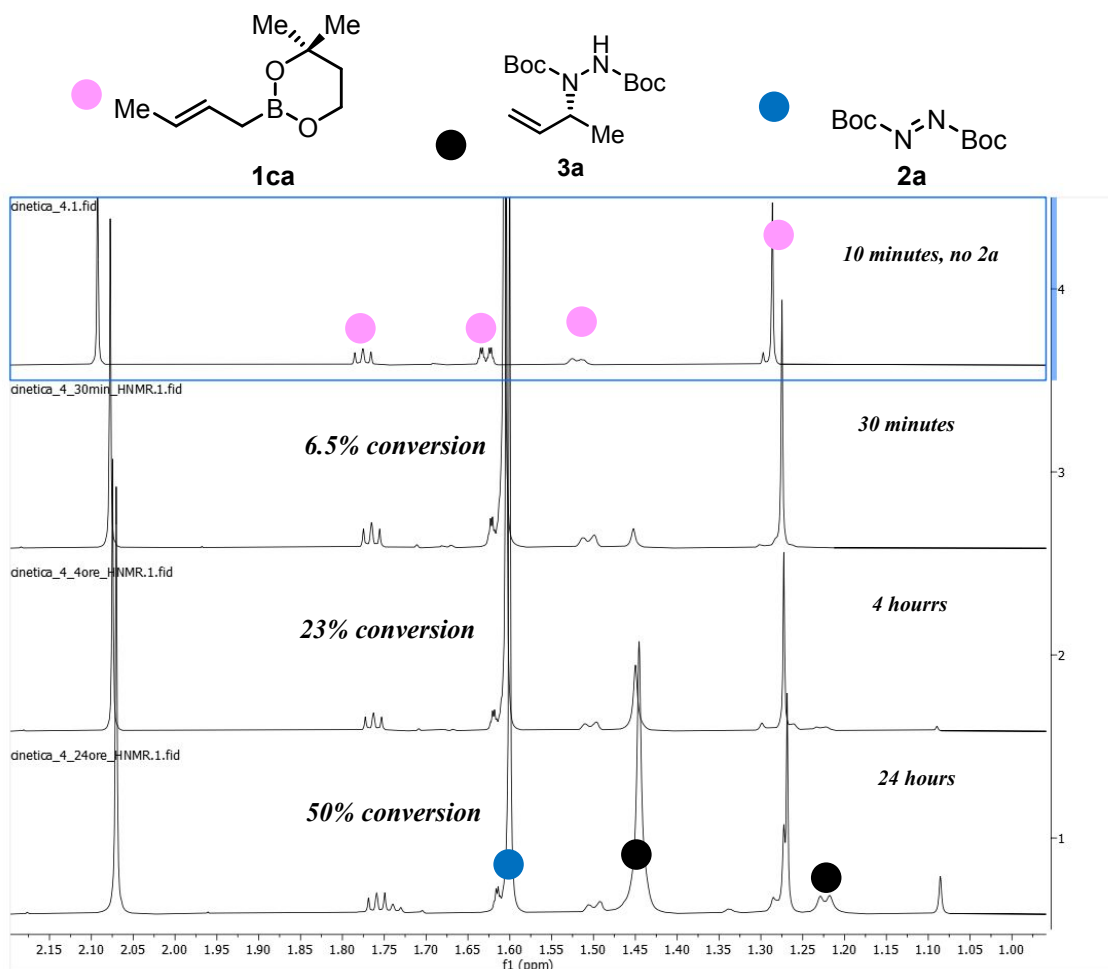 Me Me
O
Me B
O
1ca
H
Boc N
N Boc
Me
3a
Boc N
N Boc
2a
cinetica_4.1.fid
10 minutes, no 2a
4
cinetica_4_30min_HNMR.1.fid
30 minutes
6.5% conversion
3
cinetica_4_4ore_HNMR.1.fid
4 hourrs
23% conversion
2
cinetica_4_24ore_HNMR.1.fid
24 hours
50% conversion
1
2.15 2.10 2.05 2.00 1.95 1.90 1.85 1.80 1.75 1.70 1.65 1.60 1.55 1.50 1.45 1.40 1.35 1.30 1.25 1.20 1.15 1.10 1.05 1.00
f1 (ppm)